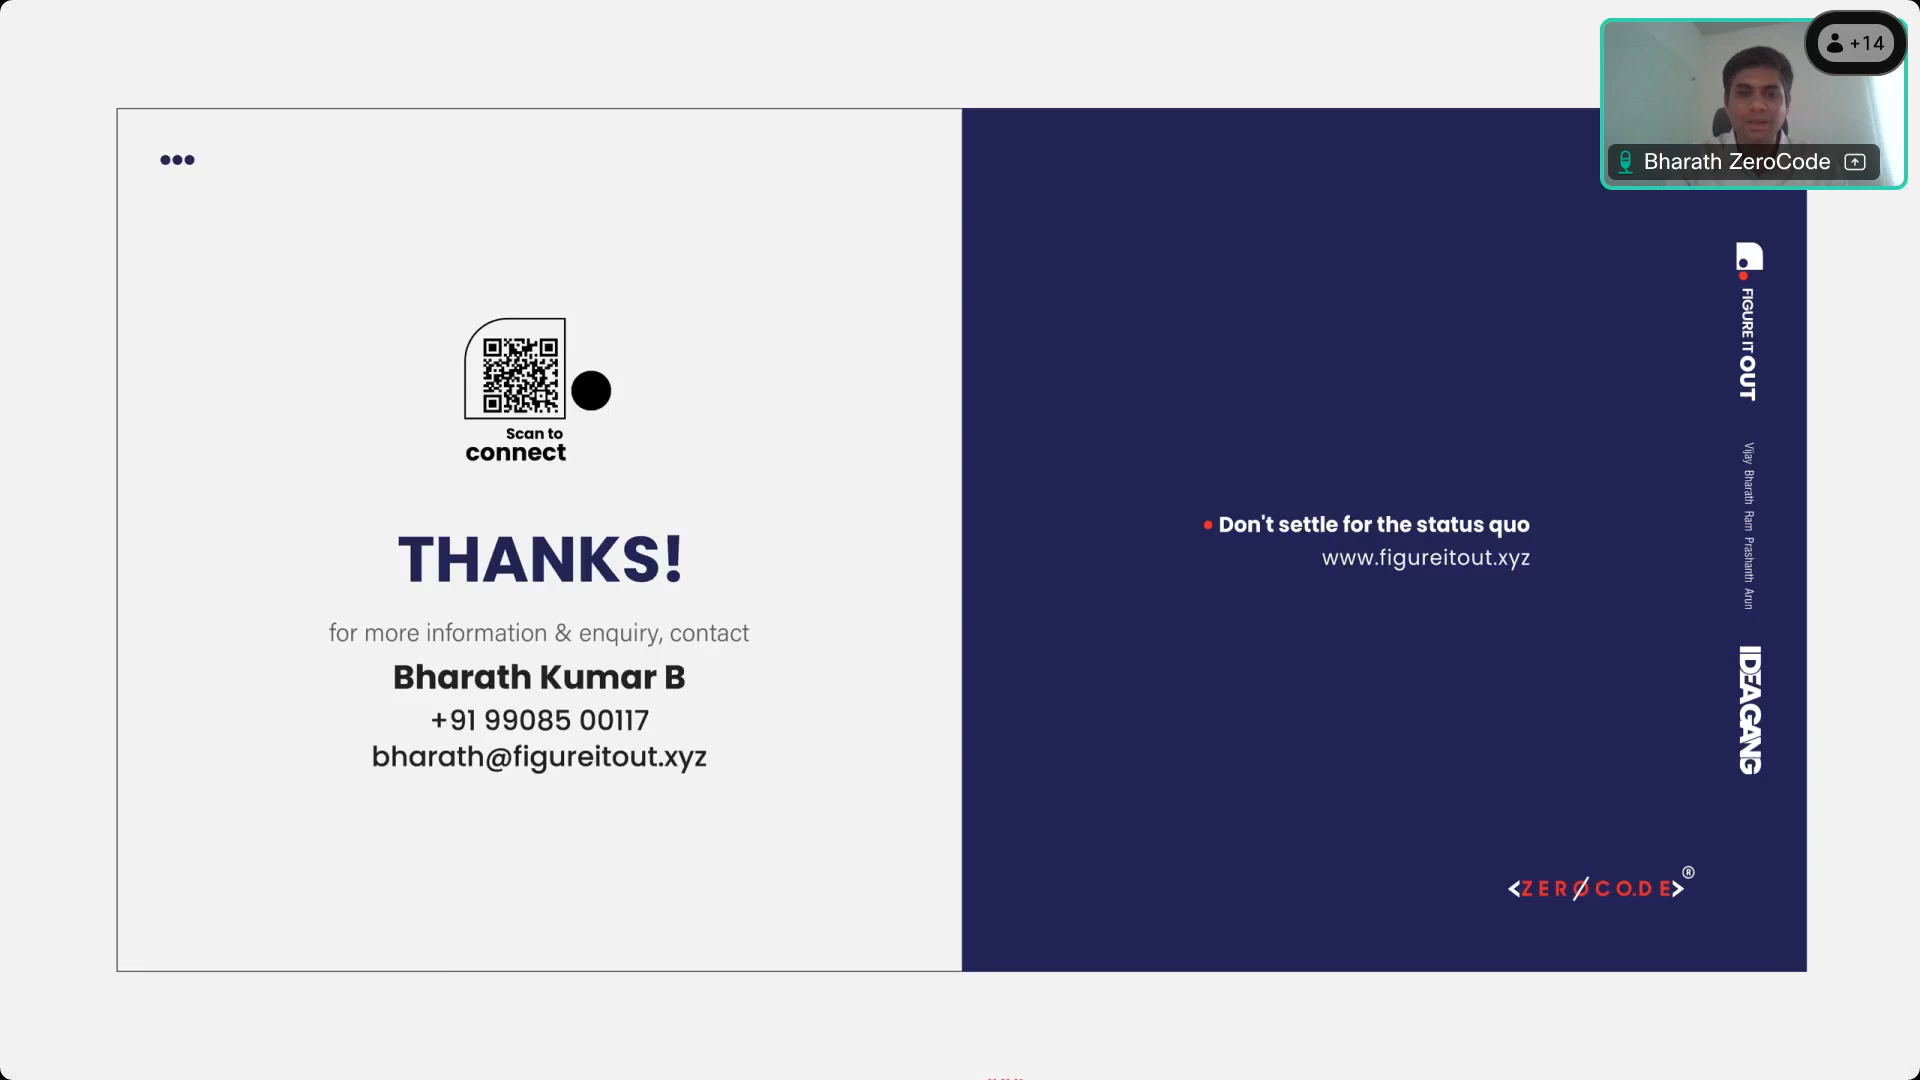 +14
Bharath ZeroCode
Scan to
connect
THANKS!
for more information & enquiry, contact
Bharath Kumar B
+91 99085 00117
bharath@figureitout.xyz
Don't settle for the status quo
www.figureitout.xyz
FIGURE IT OUT
Vijay Bharath Ram Prashanth Arun
IDEAGANG
<ZEROCO.DE>®